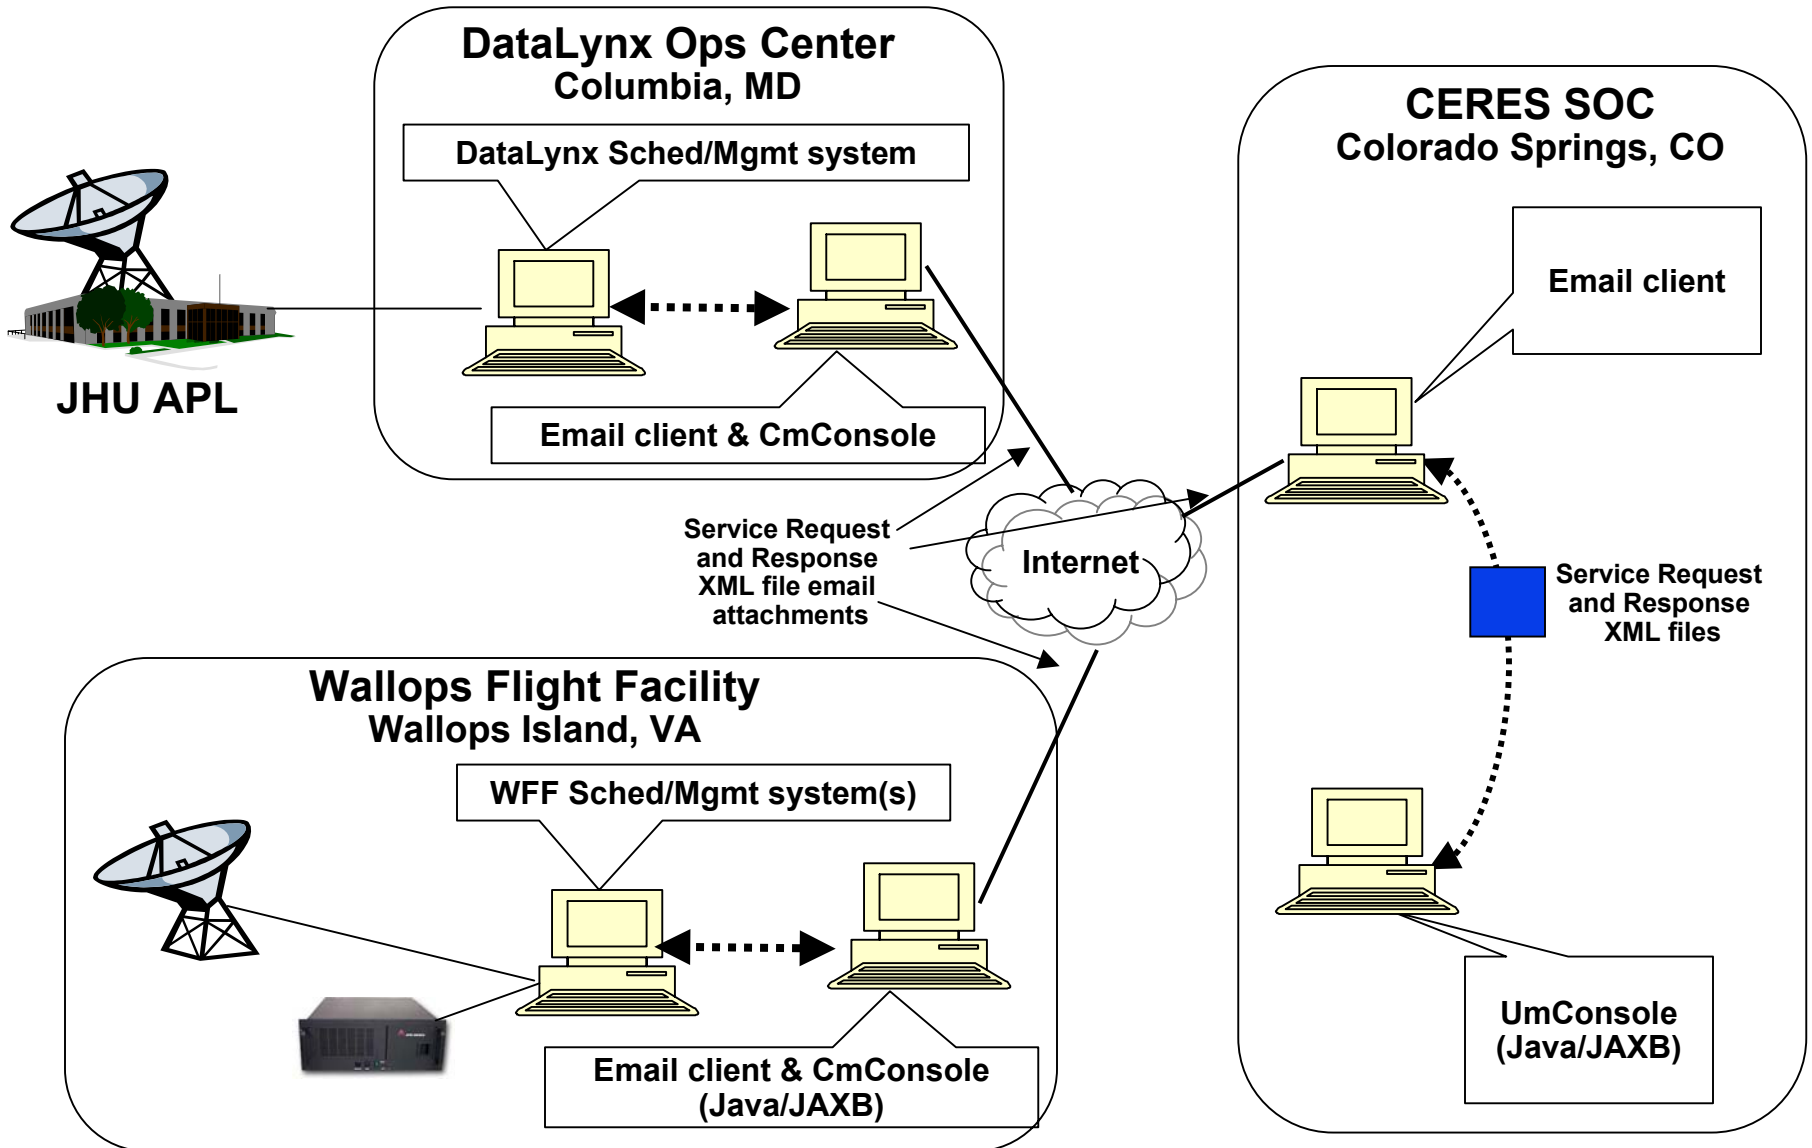 DataLynx Ops Center
Columbia, MD
DataLynx Sched/Mgmt system
JHU APL
Email client & CmConsole
CERES SOC
Colorado Springs, CO
Email client
Service Request
and Response
XML file email
attachments
Internet
Service Request
and Response
XML files
Wallops Flight Facility
Wallops Island, VA
WFF Sched/Mgmt system(s)
Email client & CmConsole
(Java/JAXB)
UmConsole
(Java/JAXB)